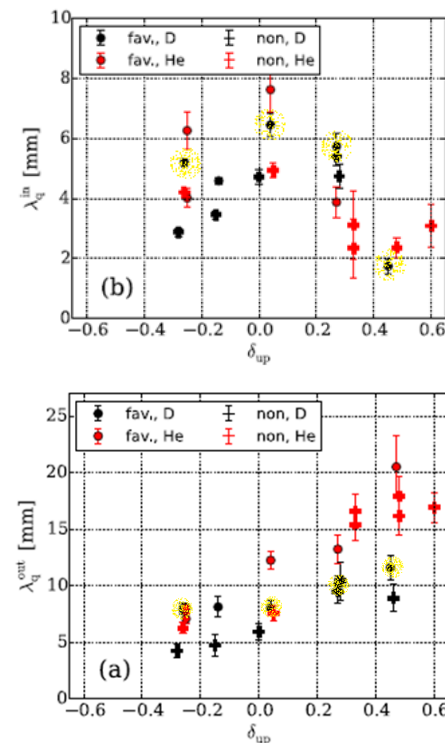 10
8
6
4
2
0
λ_q^in [mm]
fav., D
non, D
fav., He
non, He
(b)
−0.6 −0.4 −0.2 0.0 0.2 0.4 0.6
δ_up
25
20
15
10
5
0
λ_q^out [mm]
fav., D
non, D
fav., He
non, He
(a)
−0.6 −0.4 −0.2 0.0 0.2 0.4 0.6
δ_up